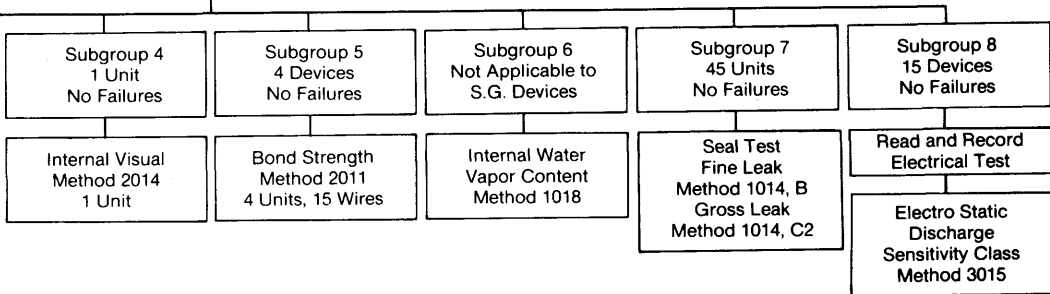 Subgroup 4
1 Unit
No Failures
Subgroup 5
4 Devices
No Failures
Subgroup 6
Not Applicable to
S.G. Devices
Subgroup 7
45 Units
No Failures
Subgroup 8
15 Devices
No Failures
Internal Visual
Method 2014
1 Unit
Bond Strength
Method 2011
4 Units, 15 Wires
Internal Water
Vapor Content
Method 1018
Seal Test
Fine Leak
Method 1014, B
Gross Leak
Method 1014, C2
Read and Record
Electrical Test
Electro Static
Discharge
Sensitivity Class
Method 3015